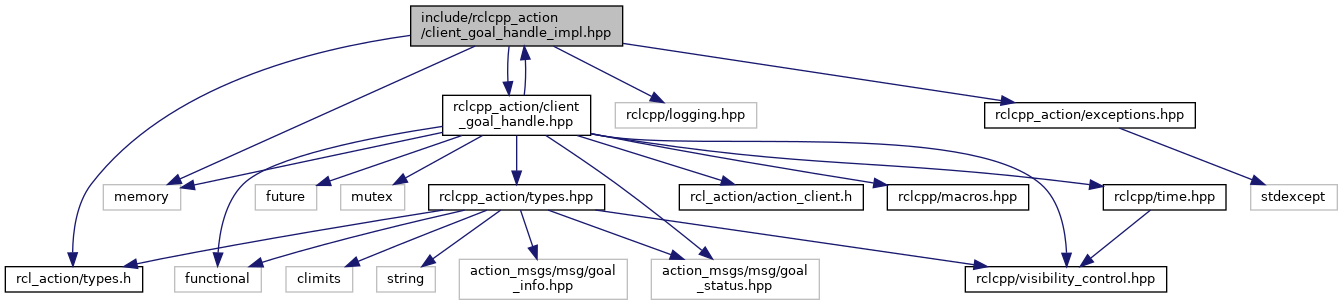 include/rclcpp_action
/client_goal_handle_impl.hpp
rclcpp_action/client
_goal_handle.hpp
rclcpp/logging.hpp
rclcpp_action/exceptions.hpp
memory
future
mutex
rclcpp_action/types.hpp
rcl_action/action_client.h
rclcpp/macros.hpp
rclcpp/time.hpp
stdexcept
rcl_action/types.h
functional
climits
string
action_msgs/msg/goal
_info.hpp
action_msgs/msg/goal
_status.hpp
rclcpp/visibility_control.hpp